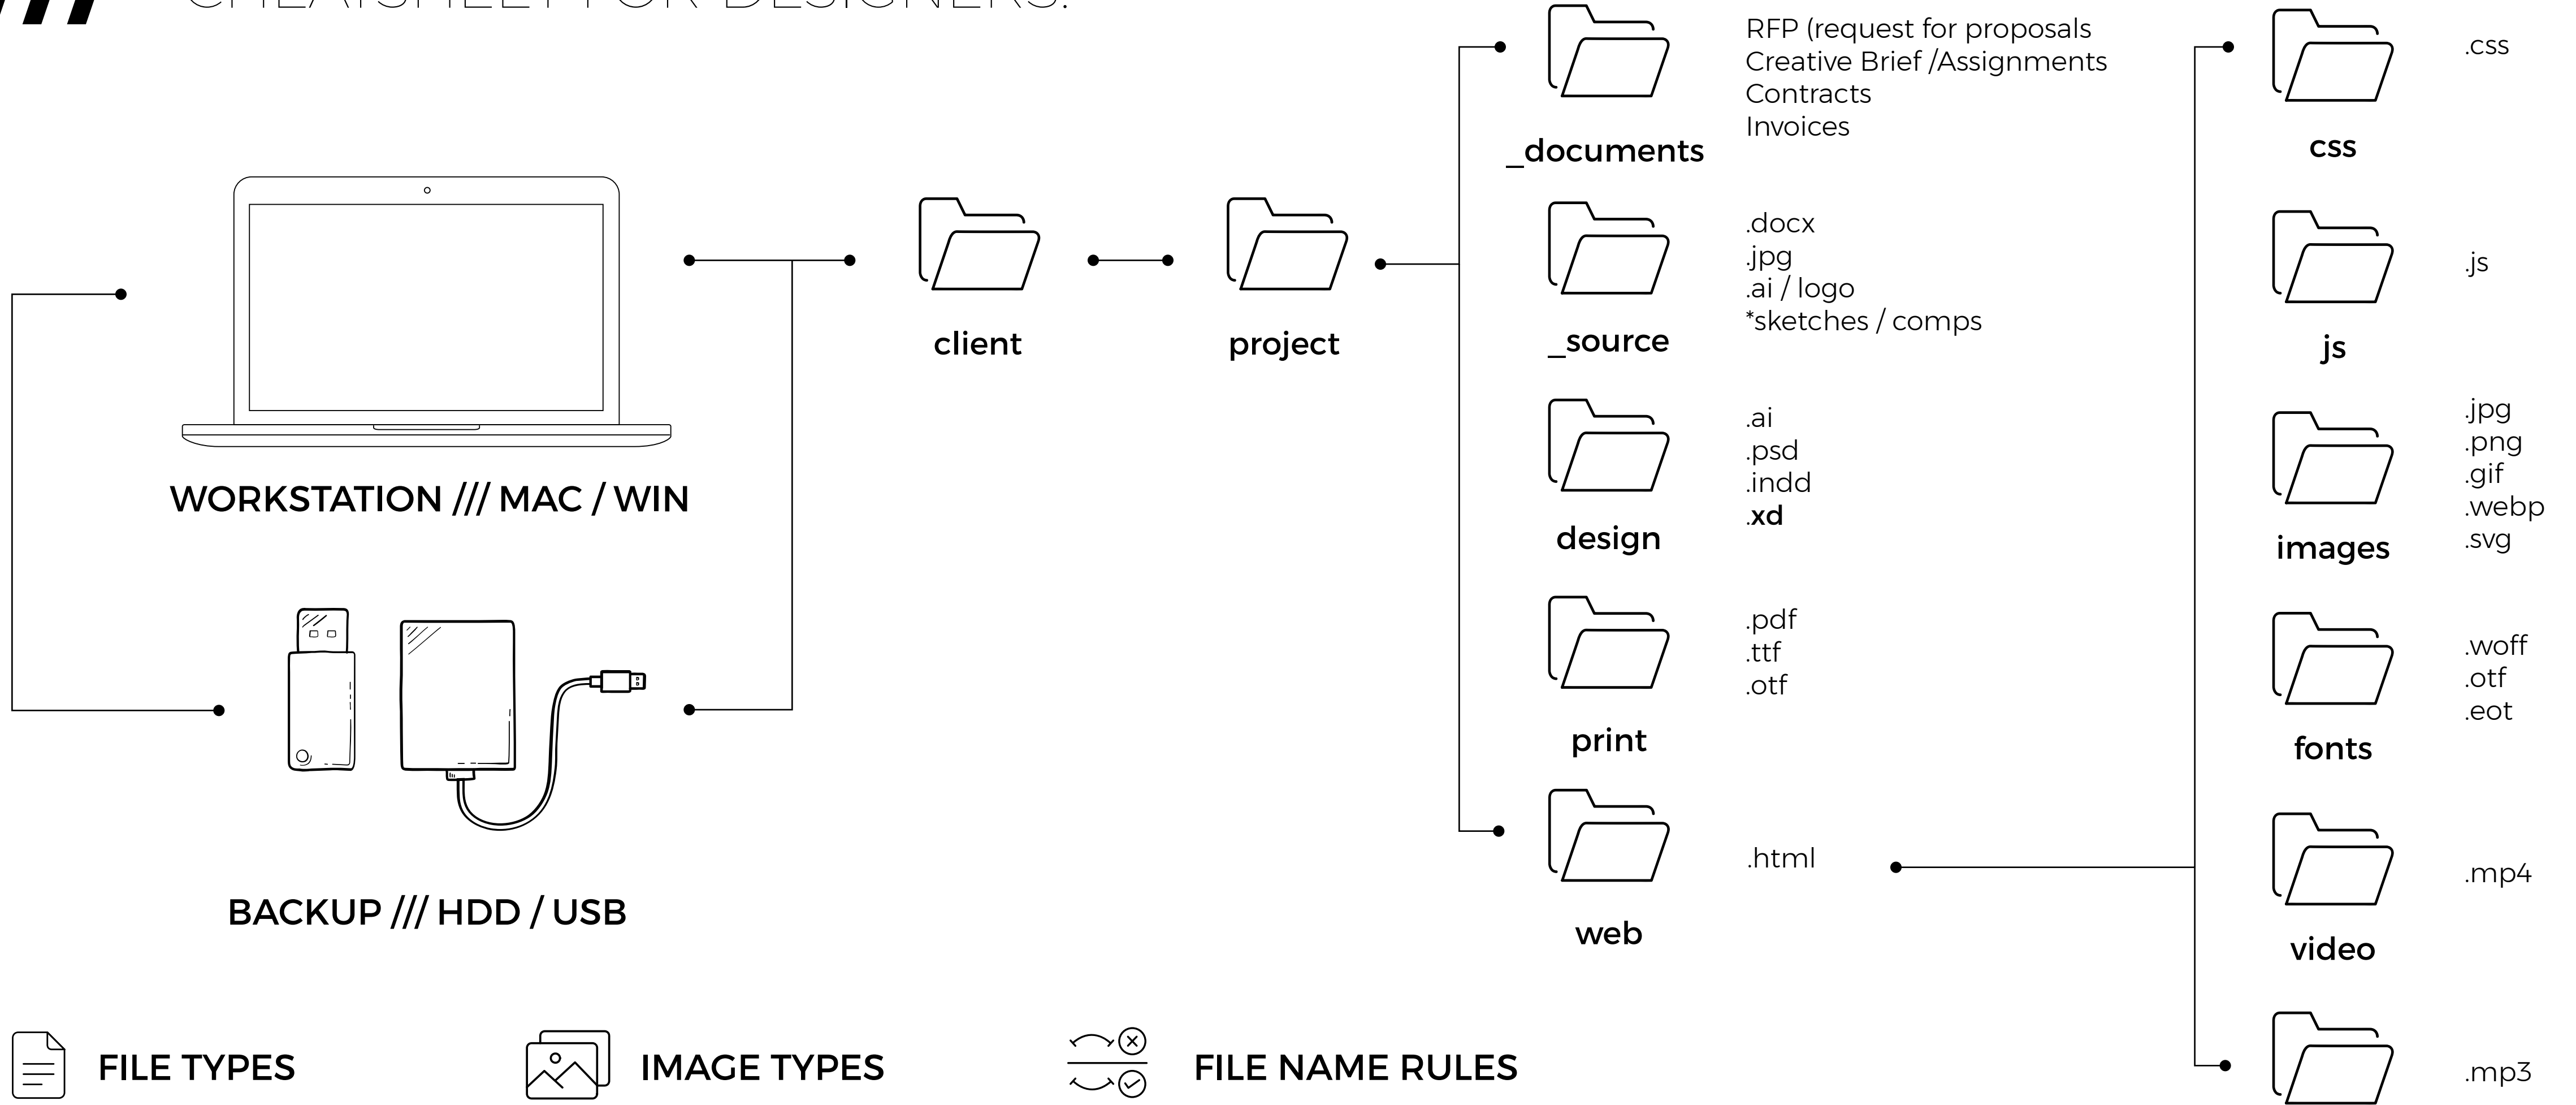 CHEATSHEET FOR DESIGNERS.
WORKSTATION /// MAC / WIN
BACKUP /// HDD / USB
client
project
_documents
RFP (request for proposals
Creative Brief /Assignments
Contracts
Invoices
_source
.docx
.jpg
.ai / logo
*sketches / comps
design
.ai
.psd
.indd
.xd
print
.pdf
.ttf
.otf
web
.html
css
.css
js
.js
images
.jpg
.png
.gif
.webp
.svg
fonts
.woff
.otf
.eot
video
.mp4
.mp3
FILE TYPES
IMAGE TYPES
FILE NAME RULES